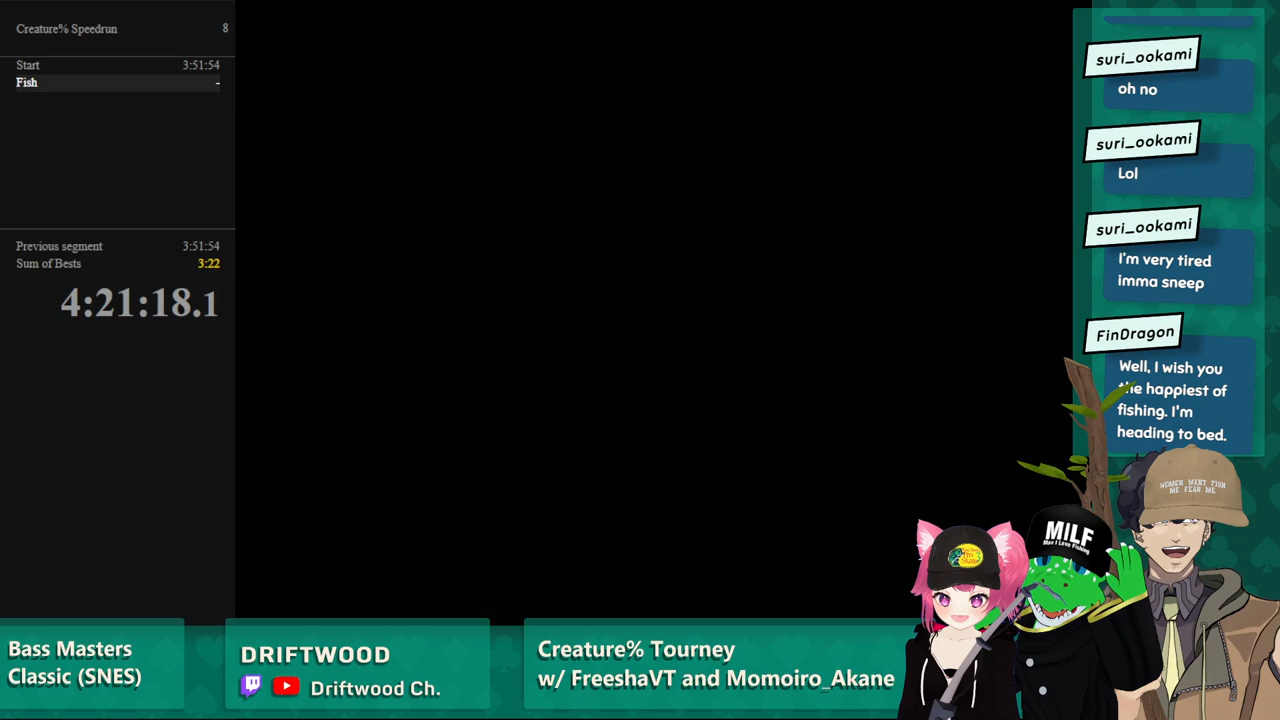 Creature% Speedrun 8
Start 3:51:54
Fish -
Previous segment 3:51:54
Sum of Bests 3:22
4:21:18.1
suri_ookami
oh no
suri_ookami
Lol
suri_ookami
I'm very tired
imma sneep
FinDragon
Well, I wish you
the happiest of
fishing. I'm
heading to bed.
WOMEN WANT FISH
ME FEAR ME
MILF
Man I Love Fishing
Bass Masters
Classic (SNES)
DRIFTWOOD
Driftwood Ch.
Creature% Tourney
w/ FreeshaVT and Momoiro_Akane